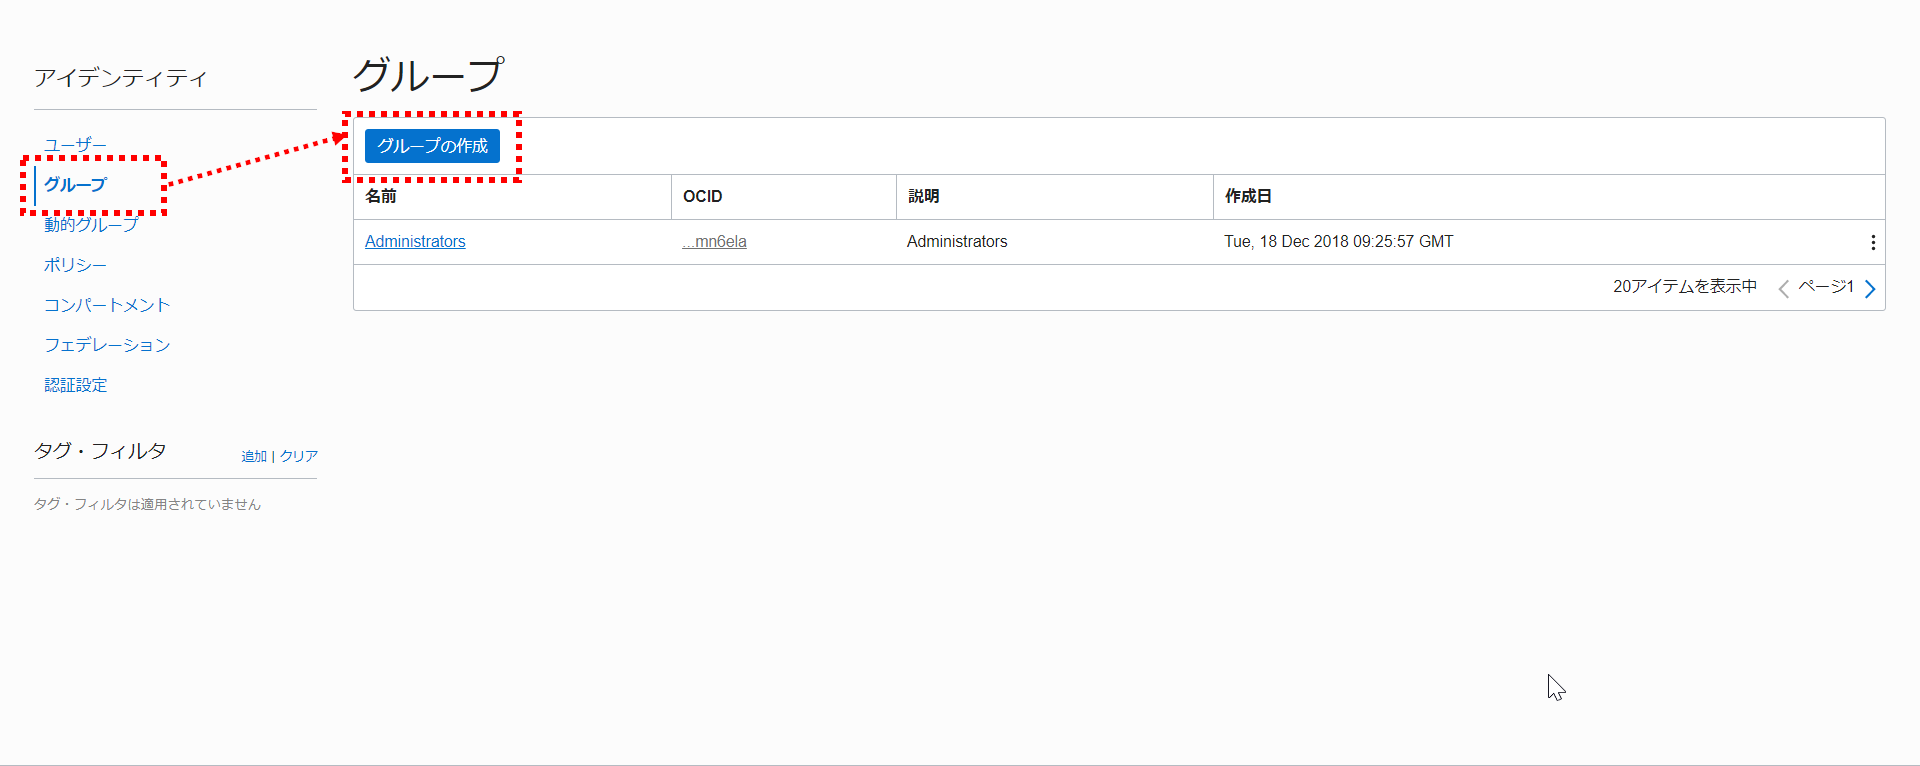 アイデンティティ
ユーザー
グループ
動的グループ
ポリシー
コンパートメント
フェデレーション
認証設定
タグ・フィルタ 追加 | クリア
タグ・フィルタは適用されていません
グループ
グループの作成
名前 OCID 説明 作成日
Administrators ...mn6ela Administrators Tue, 18 Dec 2018 09:25:57 GMT
20アイテムを表示中 ページ1